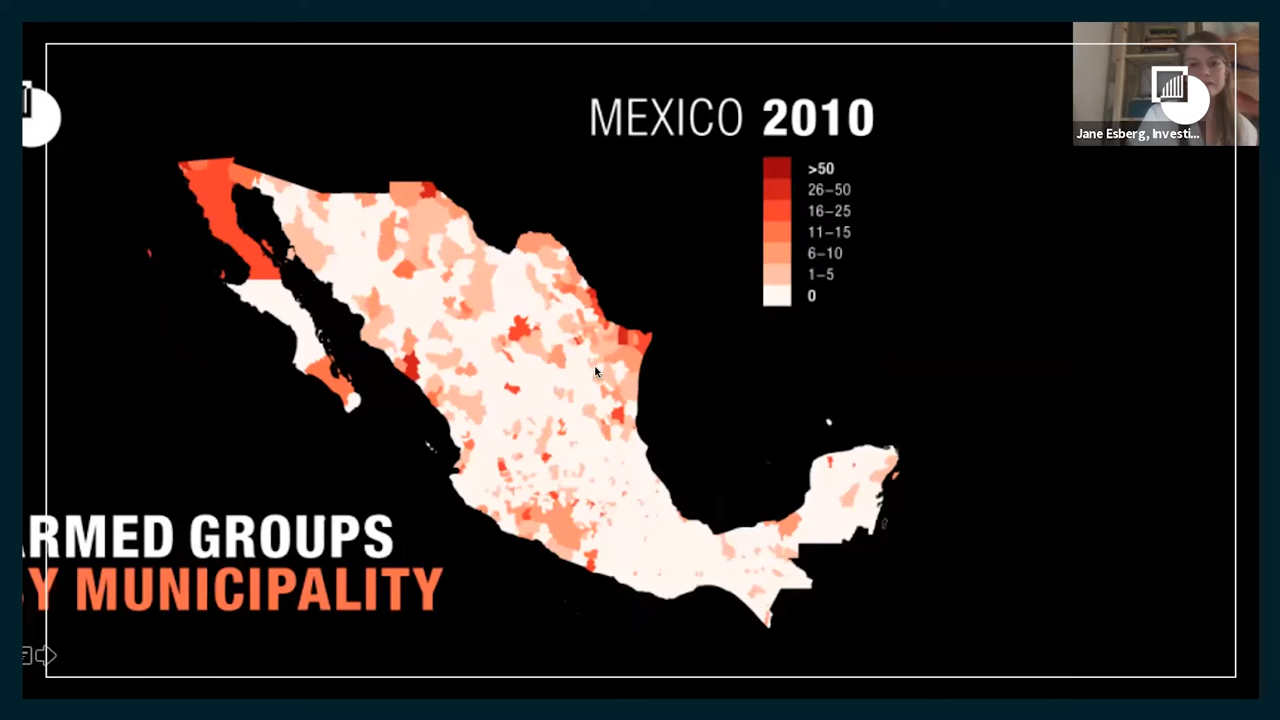 MEXICO 2010
>50
26–50
16–25
11–15
6–10
1–5
0
Jane Esberg, Investi...
RMED GROUPS
Y MUNICIPALITY